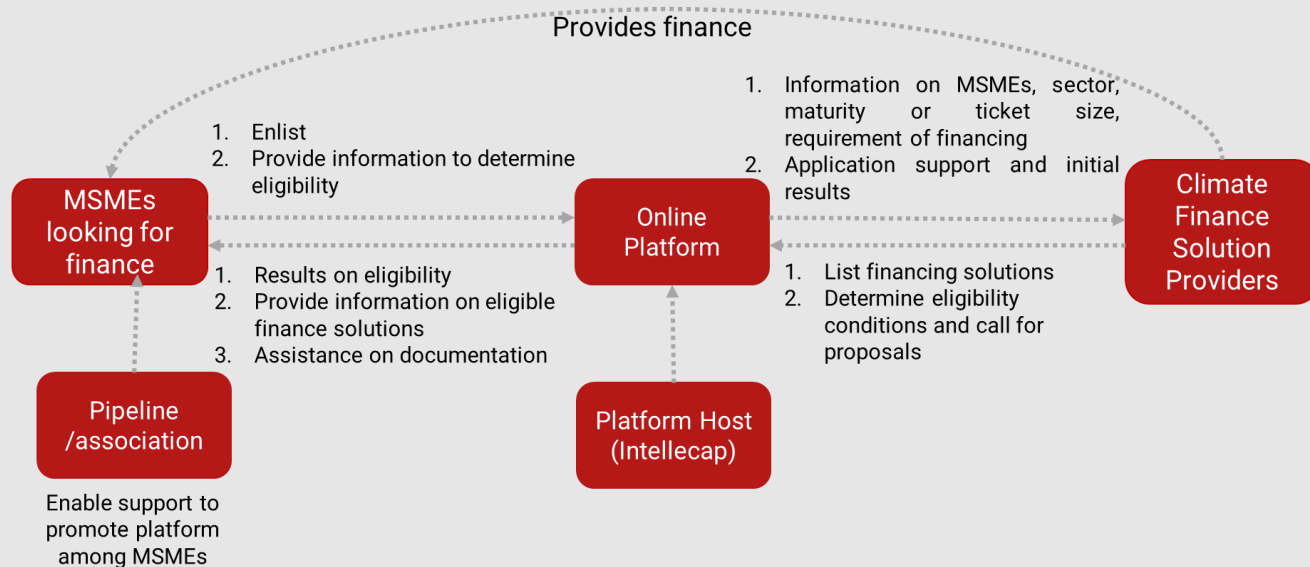 Provides finance
1. Information on MSMEs, sector,
maturity or ticket size,
requirement of financing
2. Application support and initial
results
1. Enlist
2. Provide information to determine
eligibility
MSMEs
looking for
finance
Online
Platform
Climate
Finance
Solution
Providers
1. Results on eligibility
2. Provide information on eligible
finance solutions
3. Assistance on documentation
1. List financing solutions
2. Determine eligibility
conditions and call for
proposals
Pipeline
/association
Platform Host
(Intellecap)
Enable support to
promote platform
among MSMEs